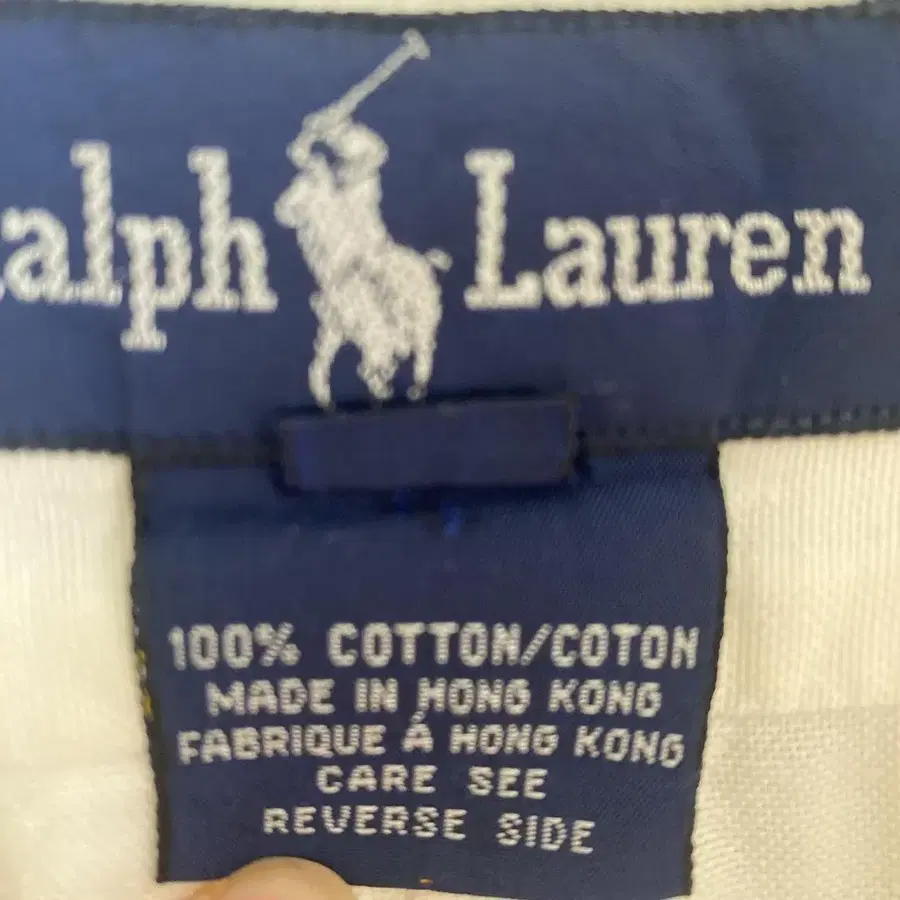 alph Lauren
100% COTTON/COTON
MADE IN HONG KONG
FABRIQUE Á HONG KONG
CARE SEE
REVERSE SIDE